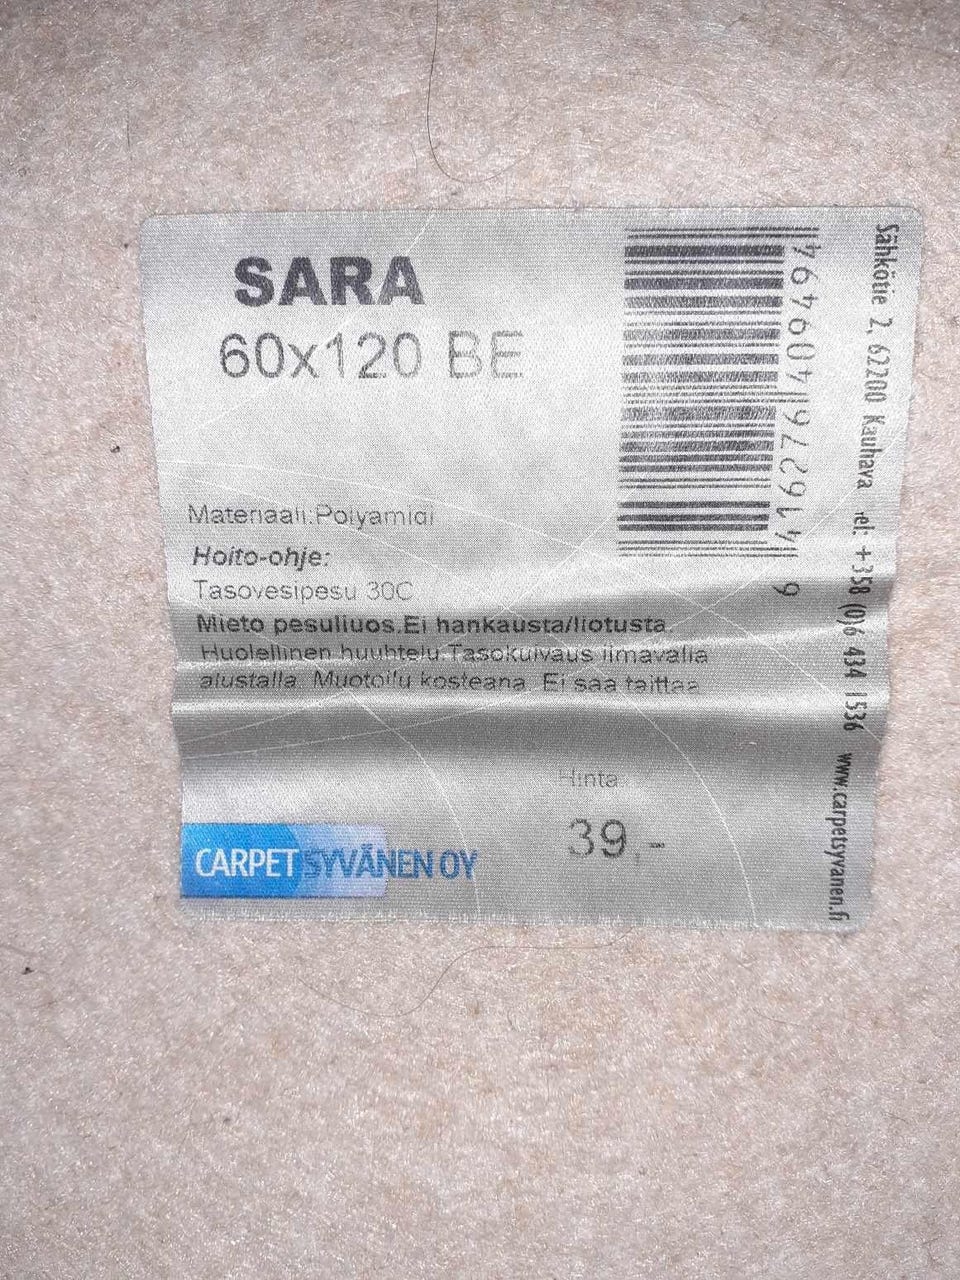 SARA
60x120 BE
Materiaali:Polyamidi
Hoito-ohje:
Tasovesipesu 30C
Mieto pesuliuos.Ei hankausta/liotusta.
Huolellinen huuhtelu.Tasokuivaus ilmavalla
alustalla. Muotoilu kosteana. Ei saa taittaa.
Hinta
39,-
CARPET SYVÄNEN OY
Sähkötie 2, 62200 Kauhava Tel: +358 (0)6 434 1536 www.carpetsyvanen.fi